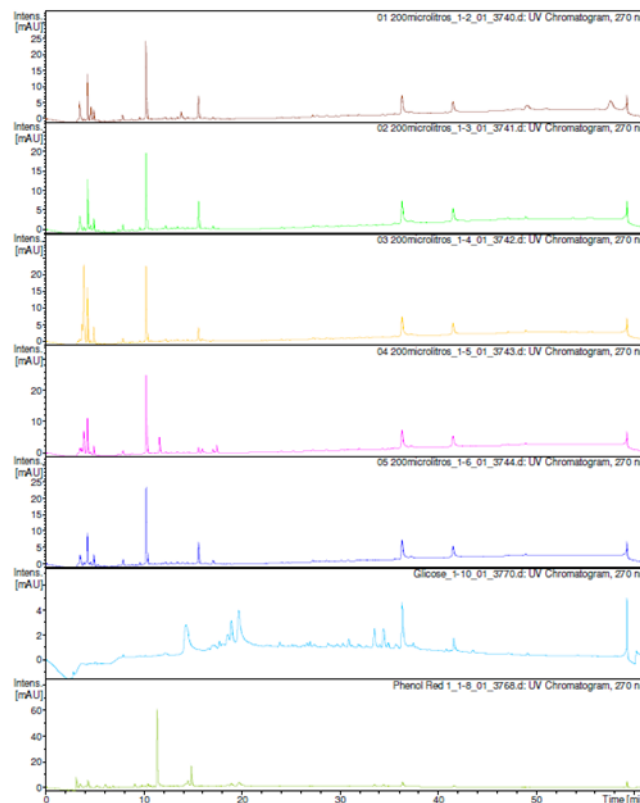 Intens. 01 200microlitros_1-2_01_3740.d: UV Chromatogram, 270 n
[mAU]
25
20
15
10
5
0
Intens. 02 200microlitros_1-3_01_3741.d: UV Chromatogram, 270 n
[mAU]
20
15
10
5
0
Intens. 03 200microlitros_1-4_01_3742.d: UV Chromatogram, 270 n
[mAU]
20
10
0
Intens. 04 200microlitros_1-5_01_3743.d: UV Chromatogram, 270 n
[mAU]
20
10
0
Intens. 05 200microlitros_1-6_01_3744.d: UV Chromatogram, 270 n
[mAU]
25
20
15
10
5
0
Intens. Glicose_1-10_01_3770.d: UV Chromatogram, 270 n
[mAU]
4
2
0
Intens. Phenol Red 1_1-8_01_3768.d: UV Chromatogram, 270 n
[mAU]
60
40
20
0
0 10 20 30 40 50 Time [mi